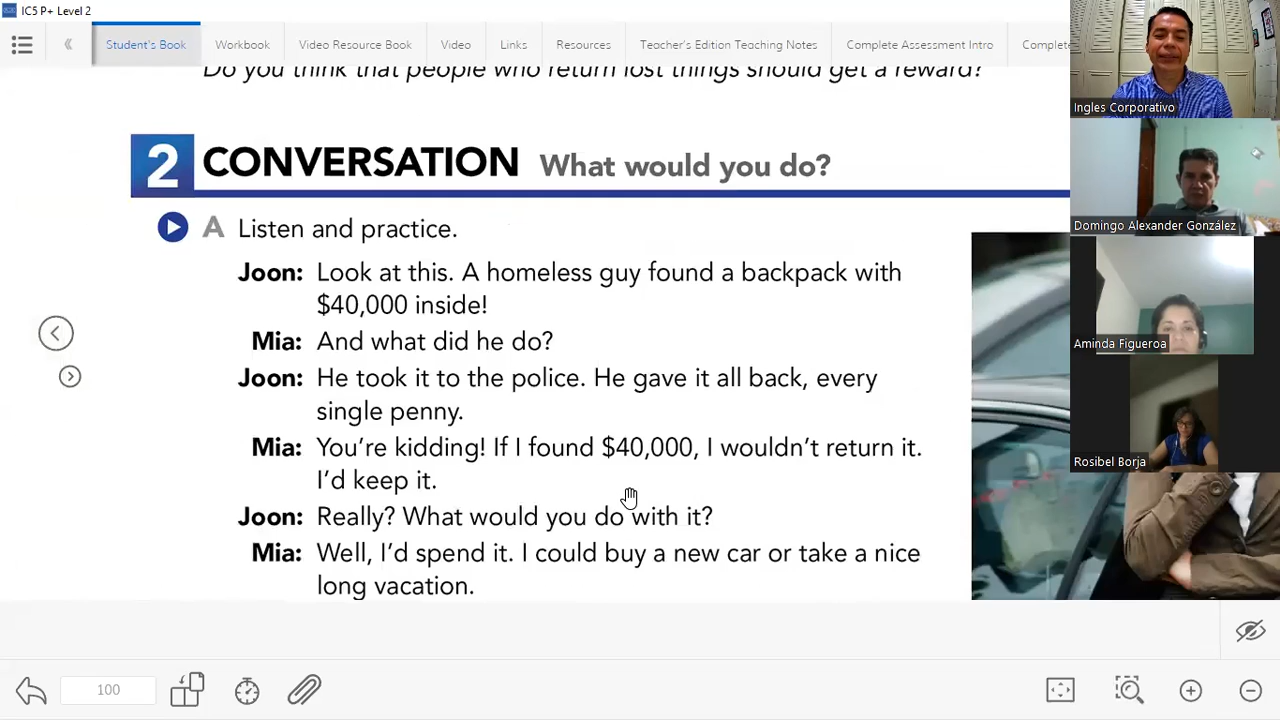 IC5 P+ Level 2
Student's Book
Workbook
Video Resource Book
Video
Links
Resources
Teacher's Edition Teaching Notes
Complete Assessment Intro
Complete
Do you think that people who return lost things should get a reward?
2 CONVERSATION What would you do?
A Listen and practice.
Joon: Look at this. A homeless guy found a backpack with
$40,000 inside!
Mia: And what did he do?
Joon: He took it to the police. He gave it all back, every
single penny.
Mia: You're kidding! If I found $40,000, I wouldn't return it.
I'd keep it.
Joon: Really? What would you do with it?
Mia: Well, I'd spend it. I could buy a new car or take a nice
long vacation.
100
Ingles Corporativo
Domingo Alexander González
Aminda Figueroa
Rosibel Borja